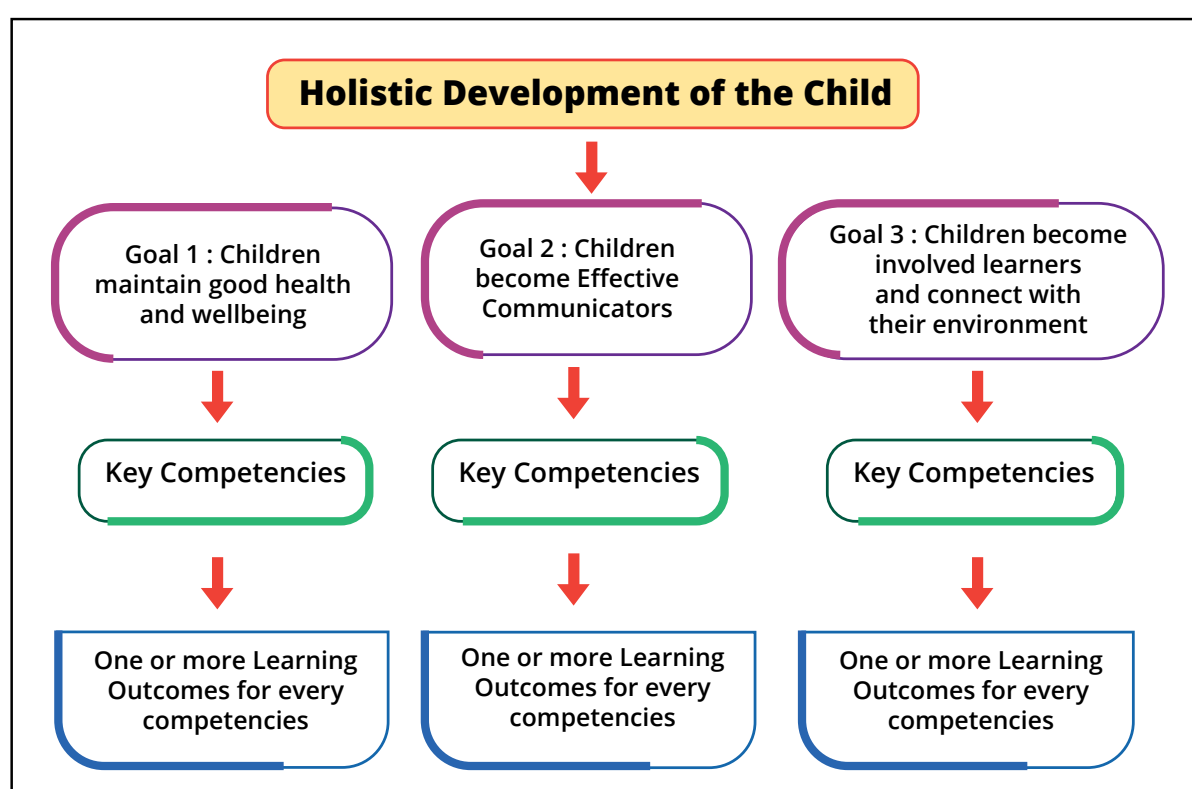 Holistic Development of the Child
Goal 1 : Children
maintain good health
and wellbeing
Goal 2 : Children
become Effective
Communicators
Goal 3 : Children become
involved learners
and connect with
their environment
Key Competencies
Key Competencies
Key Competencies
One or more Learning
Outcomes for every
competencies
One or more Learning
Outcomes for every
competencies
One or more Learning
Outcomes for every
competencies